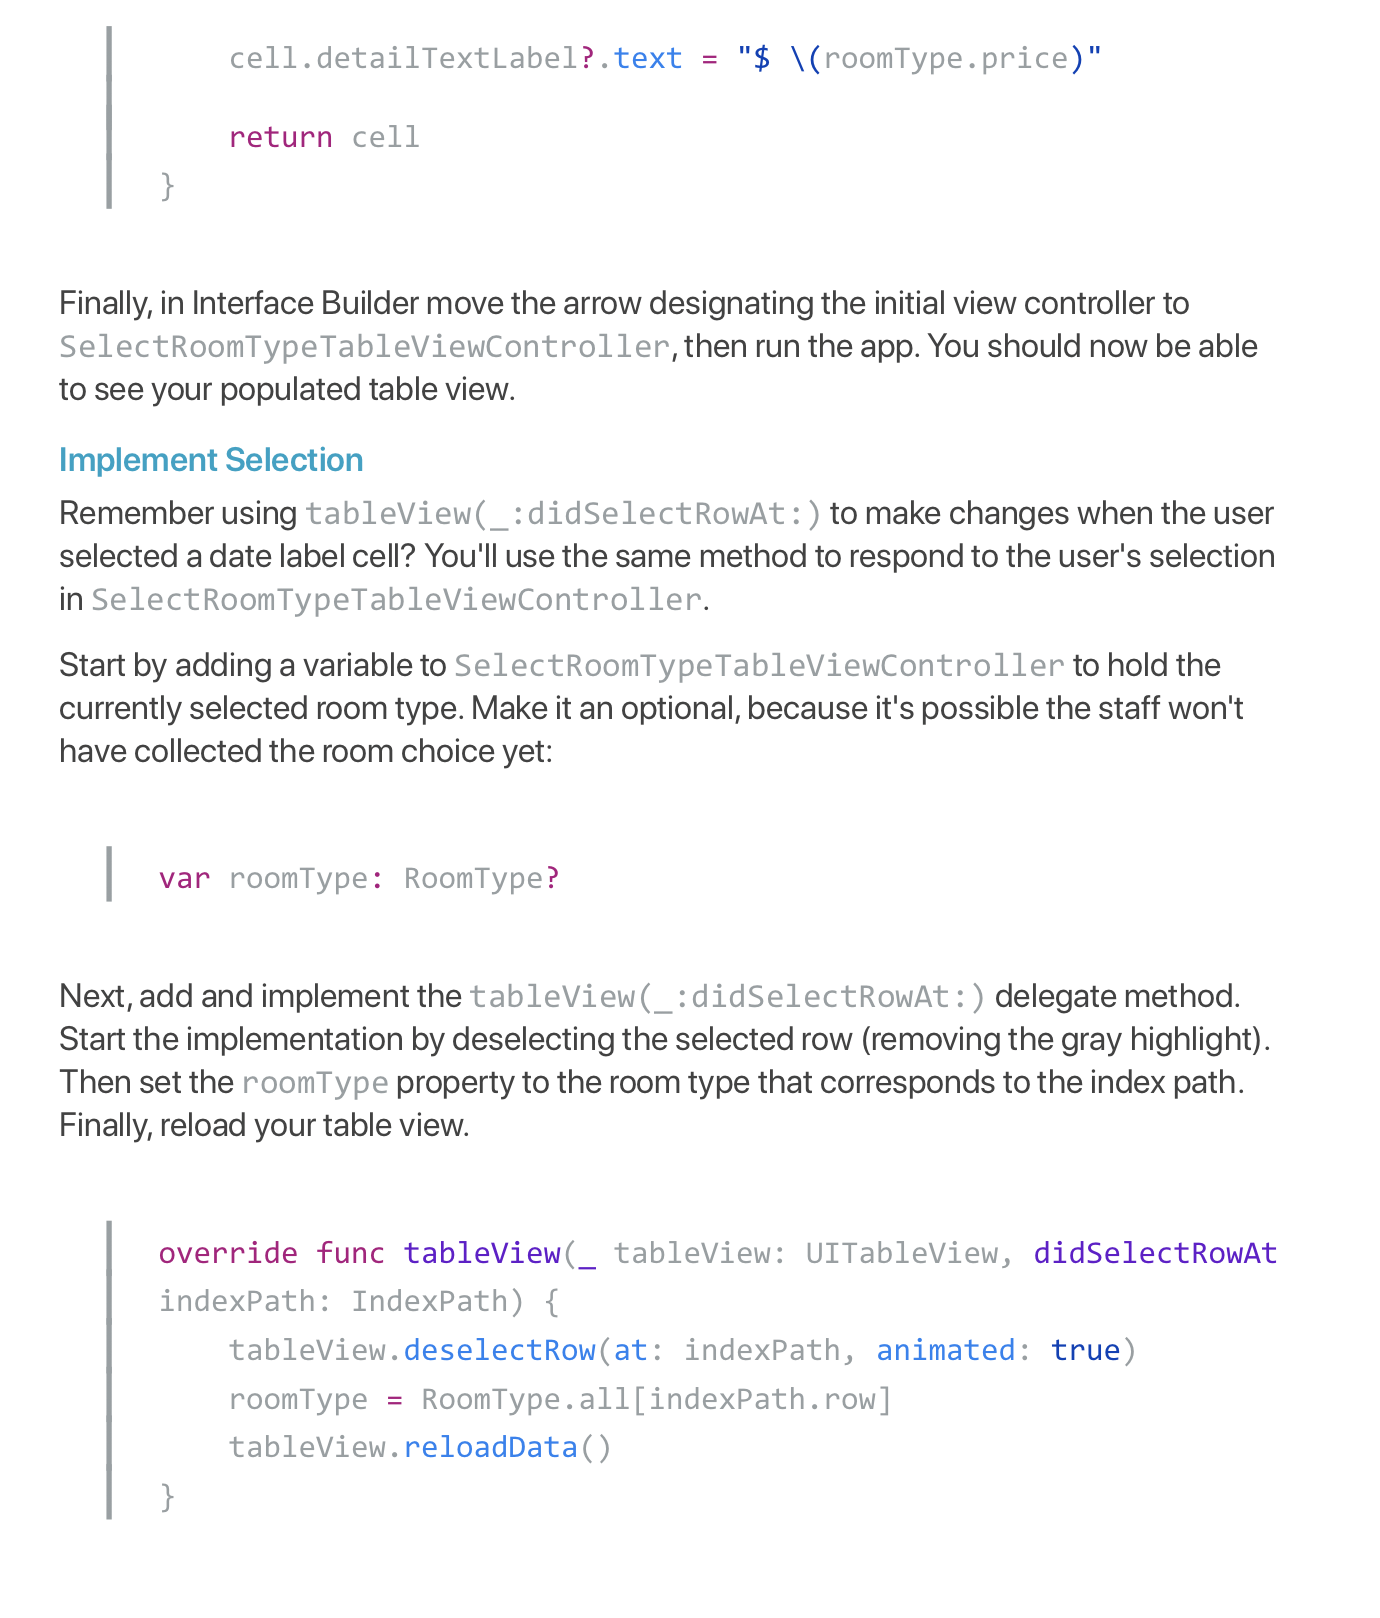 cell.detailTextLabel?.text = "$ \(roomType.price)"
return cell
}
Finally, in Interface Builder move the arrow designating the initial view controller to
SelectRoomTypeTableViewController, then run the app. You should now be able
to see your populated table view.
Implement Selection
Remember using tableView(_:didSelectRowAt:) to make changes when the user
selected a date label cell? You'll use the same method to respond to the user's selection
in SelectRoomTypeTableViewController.
Start by adding a variable to SelectRoomTypeTableViewController to hold the
currently selected room type. Make it an optional, because it's possible the staff won't
have collected the room choice yet:
var roomType: RoomType?
Next, add and implement the tableView(_:didSelectRowAt:) delegate method.
Start the implementation by deselecting the selected row (removing the gray highlight).
Then set the roomType property to the room type that corresponds to the index path.
Finally, reload your table view.
override func tableView(_ tableView: UITableView, didSelectRowAt
indexPath: IndexPath) {
tableView.deselectRow(at: indexPath, animated: true)
roomType = RoomType.all[indexPath.row]
tableView.reloadData()
}